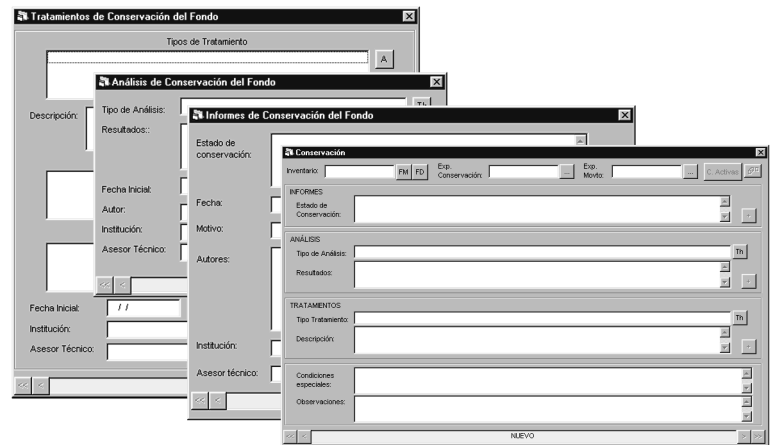 Tratamientos de Conservación del Fondo
Tipos de Tratamiento
A
Descripción:
Fecha Inicial:
/ /
Institución:
Asesor Técnico:
<< <
Análisis de Conservación del Fondo
Tipo de Análisis:
Th
Resultados::
Fecha Inicial:
Autor:
Institución:
Asesor Técnico:
<< <
Informes de Conservación del Fondo
Estado de
conservación:
Fecha:
Motivo:
Autores:
Institución:
Asesor técnico:
<< <
Conservación
Inventario: FM FD Exp. Conservación: ... Exp. Movto: ... C. Activas
INFORMES
Estado de
Conservación:
+
ANÁLISIS
Tipo de Análisis: Th
Resultados:
+
TRATAMIENTOS
Tipo Tratamiento: Th
Descripción:
+
Condiciones
especiales:
Observaciones:
<< < NUEVO > >>